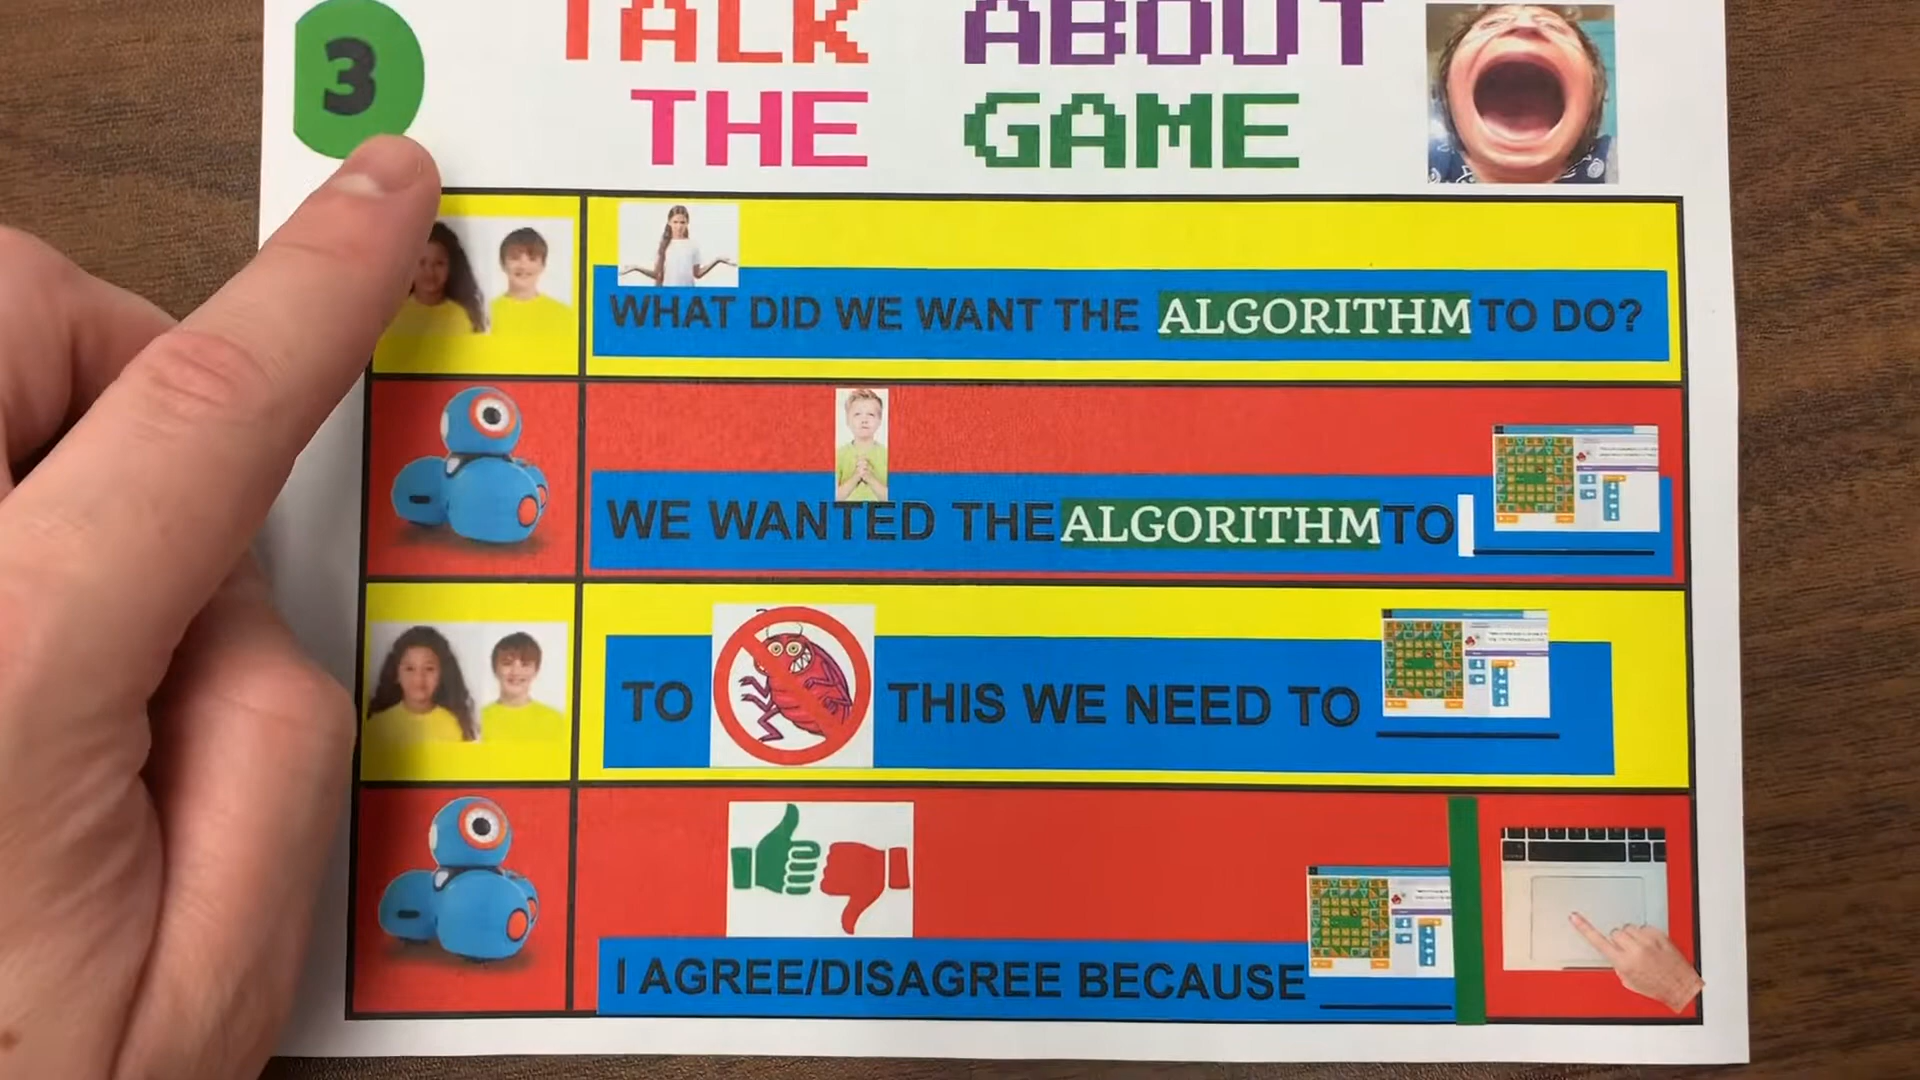 3
TALK ABOUT
THE GAME
WHAT DID WE WANT THE ALGORITHM TO DO?
WE WANTED THE ALGORITHM TO
TO THIS WE NEED TO
I AGREE/DISAGREE BECAUSE